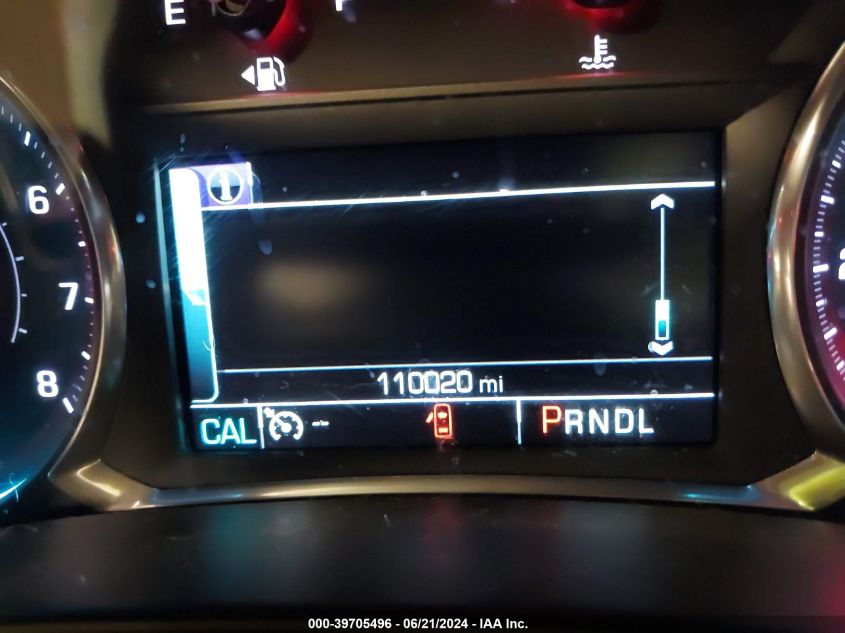 E F
6
7
8
110020 mi
CAL -- PRNDL
000-39705496 - 06/21/2024 - IAA Inc.